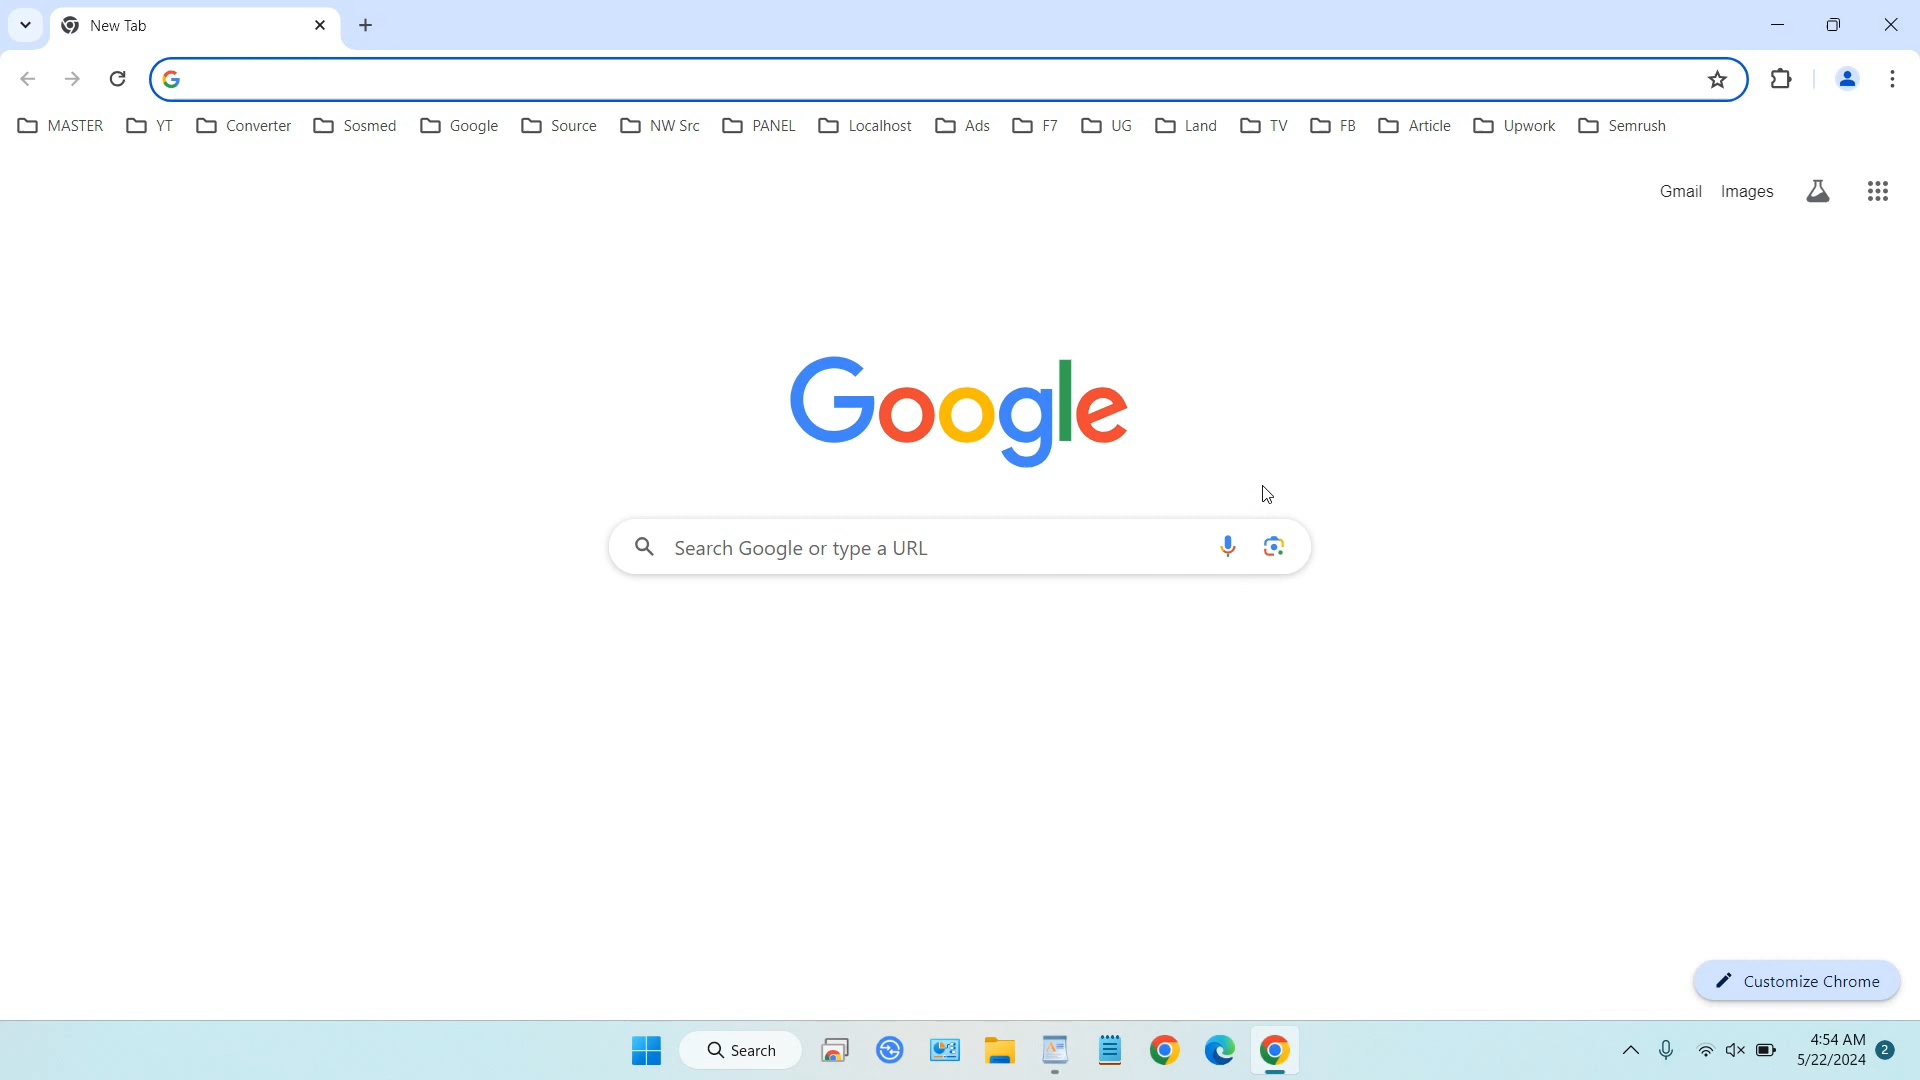 New Tab
MASTER YT Converter Sosmed Google Source NW Src PANEL Localhost Ads F7 UG Land TV FB Article Upwork Semrush
Gmail Images
Google
Search Google or type a URL
Customize Chrome
Search
4:54 AM
5/22/2024
2